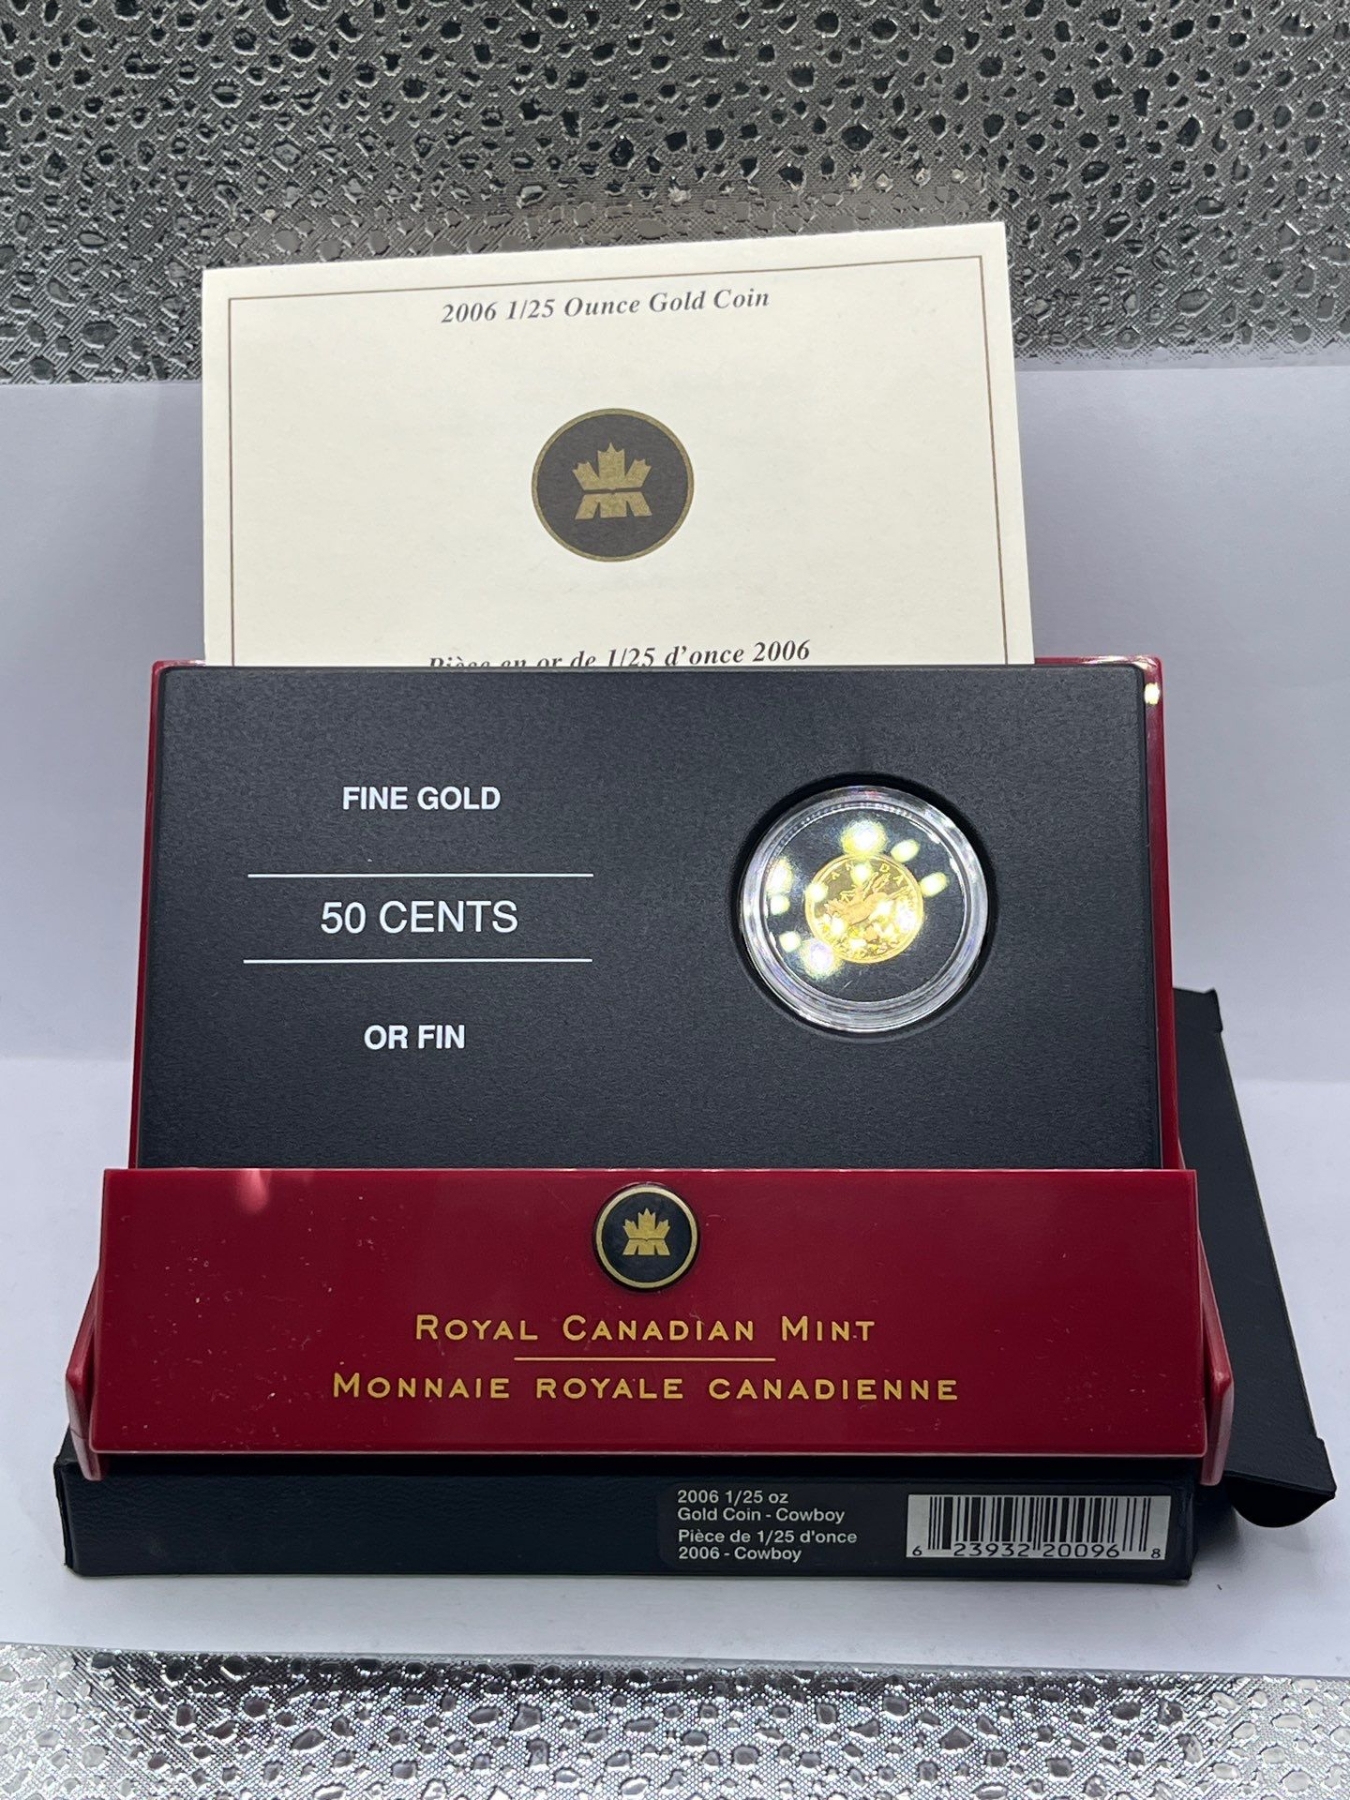 2006 1/25 Ounce Gold Coin
Pièce en or de 1/25 d'once 2006
CANADA
FINE GOLD
50 CENTS
OR FIN
ROYAL CANADIAN MINT
MONNAIE ROYALE CANADIENNE
2006 1/25 oz
Gold Coin - Cowboy
Pièce de 1/25 d'once
2006 - Cowboy
6 23932 20096 8